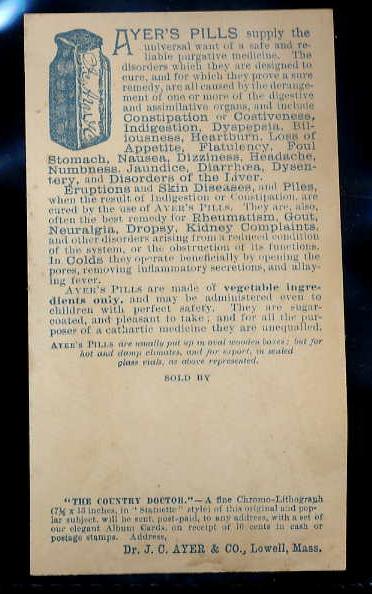 AYER'S PILLS supply the
universal want of a safe and re-
liable purgative medicine. The
disorders which they are designed to
cure, and for which they prove a sure
remedy, are all caused by the derange-
ment of one or more of the digestive
and assimilative organs, and include
Constipation or Costiveness,
Indigestion, Dyspepsia, Bil-
iousness, Heartburn, Loss of
Appetite, Flatulency, Foul
Stomach, Nausea, Dizziness, Headache,
Numbness, Jaundice, Diarrhœa, Dysen-
tery, and Disorders of the Liver.
Eruptions and Skin Diseases, and Piles,
when the result of Indigestion or Constipation, are
cured by the use of AYER'S PILLS. They are, also,
often the best remedy for Rheumatism, Gout,
Neuralgia, Dropsy, Kidney Complaints,
and other disorders arising from a reduced condition
of the system, or the obstruction of its functions.
In Colds they operate beneficially by opening the
pores, removing inflammatory secretions, and allay-
ing fever.
AYER'S PILLS are made of vegetable ingre-
dients only, and may be administered even to
children with perfect safety. They are sugar-
coated, and pleasant to take; and for all the pur-
poses of a cathartic medicine they are unequalled.
AYER'S PILLS are usually put up in oval wooden boxes; but for
hot and damp climates, and for export, in sealed
glass vials, as above represented.
SOLD BY
"THE COUNTRY DOCTOR."—A fine Chromo-Lithograph
(7½ x 13 inches, in "Stamette" style) of this original and pop-
lar subject, will be sent, post-paid, to any address, with a set of
our elegant Album Cards, on receipt of 10 cents in cash or
postage stamps. Address,
Dr. J. C. AYER & CO., Lowell, Mass.